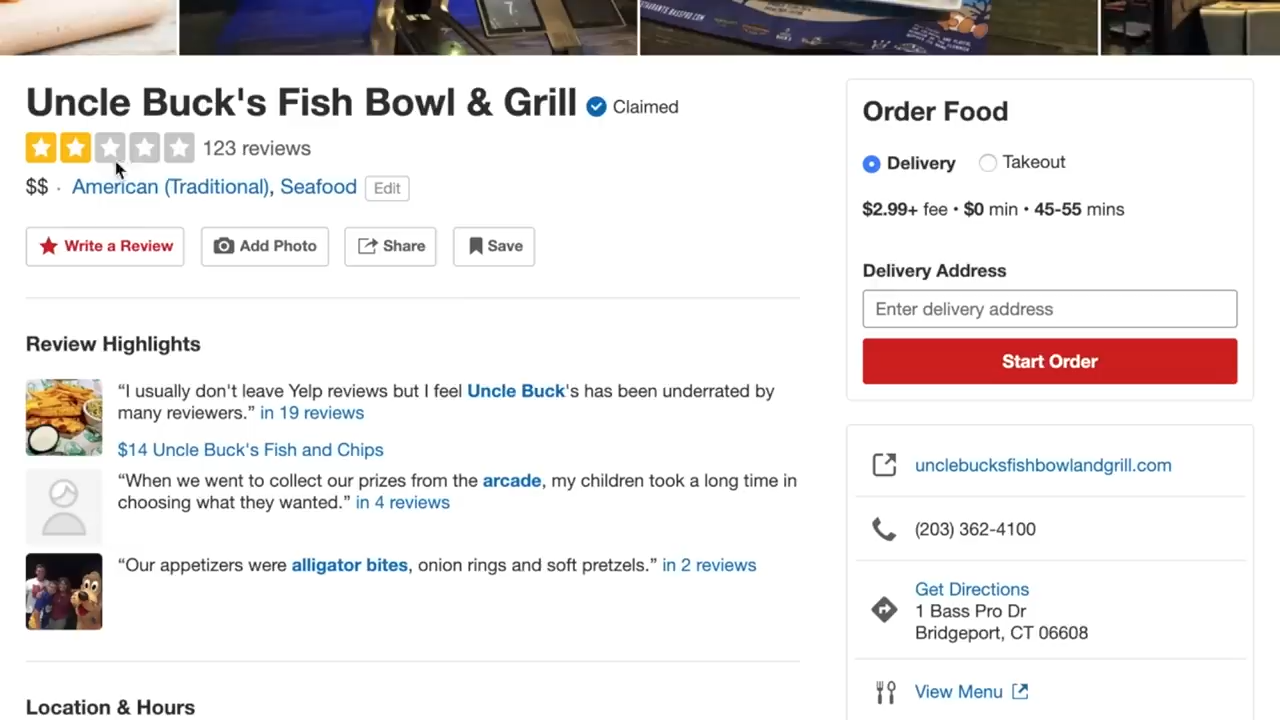 7
RESTAURANTS.BASSPRO.COM
Uncle Buck's Fish Bowl & Grill Claimed
123 reviews
$$ · American (Traditional), Seafood Edit
Write a Review Add Photo Share Save
Review Highlights
“I usually don't leave Yelp reviews but I feel Uncle Buck's has been underrated by
many reviewers.” in 19 reviews
$14 Uncle Buck's Fish and Chips
“When we went to collect our prizes from the arcade, my children took a long time in
choosing what they wanted.” in 4 reviews
“Our appetizers were alligator bites, onion rings and soft pretzels.” in 2 reviews
Location & Hours
Order Food
Delivery Takeout
$2.99+ fee • $0 min • 45-55 mins
Delivery Address
Enter delivery address
Start Order
unclebucksfishbowlandgrill.com
(203) 362-4100
Get Directions
1 Bass Pro Dr
Bridgeport, CT 06608
View Menu